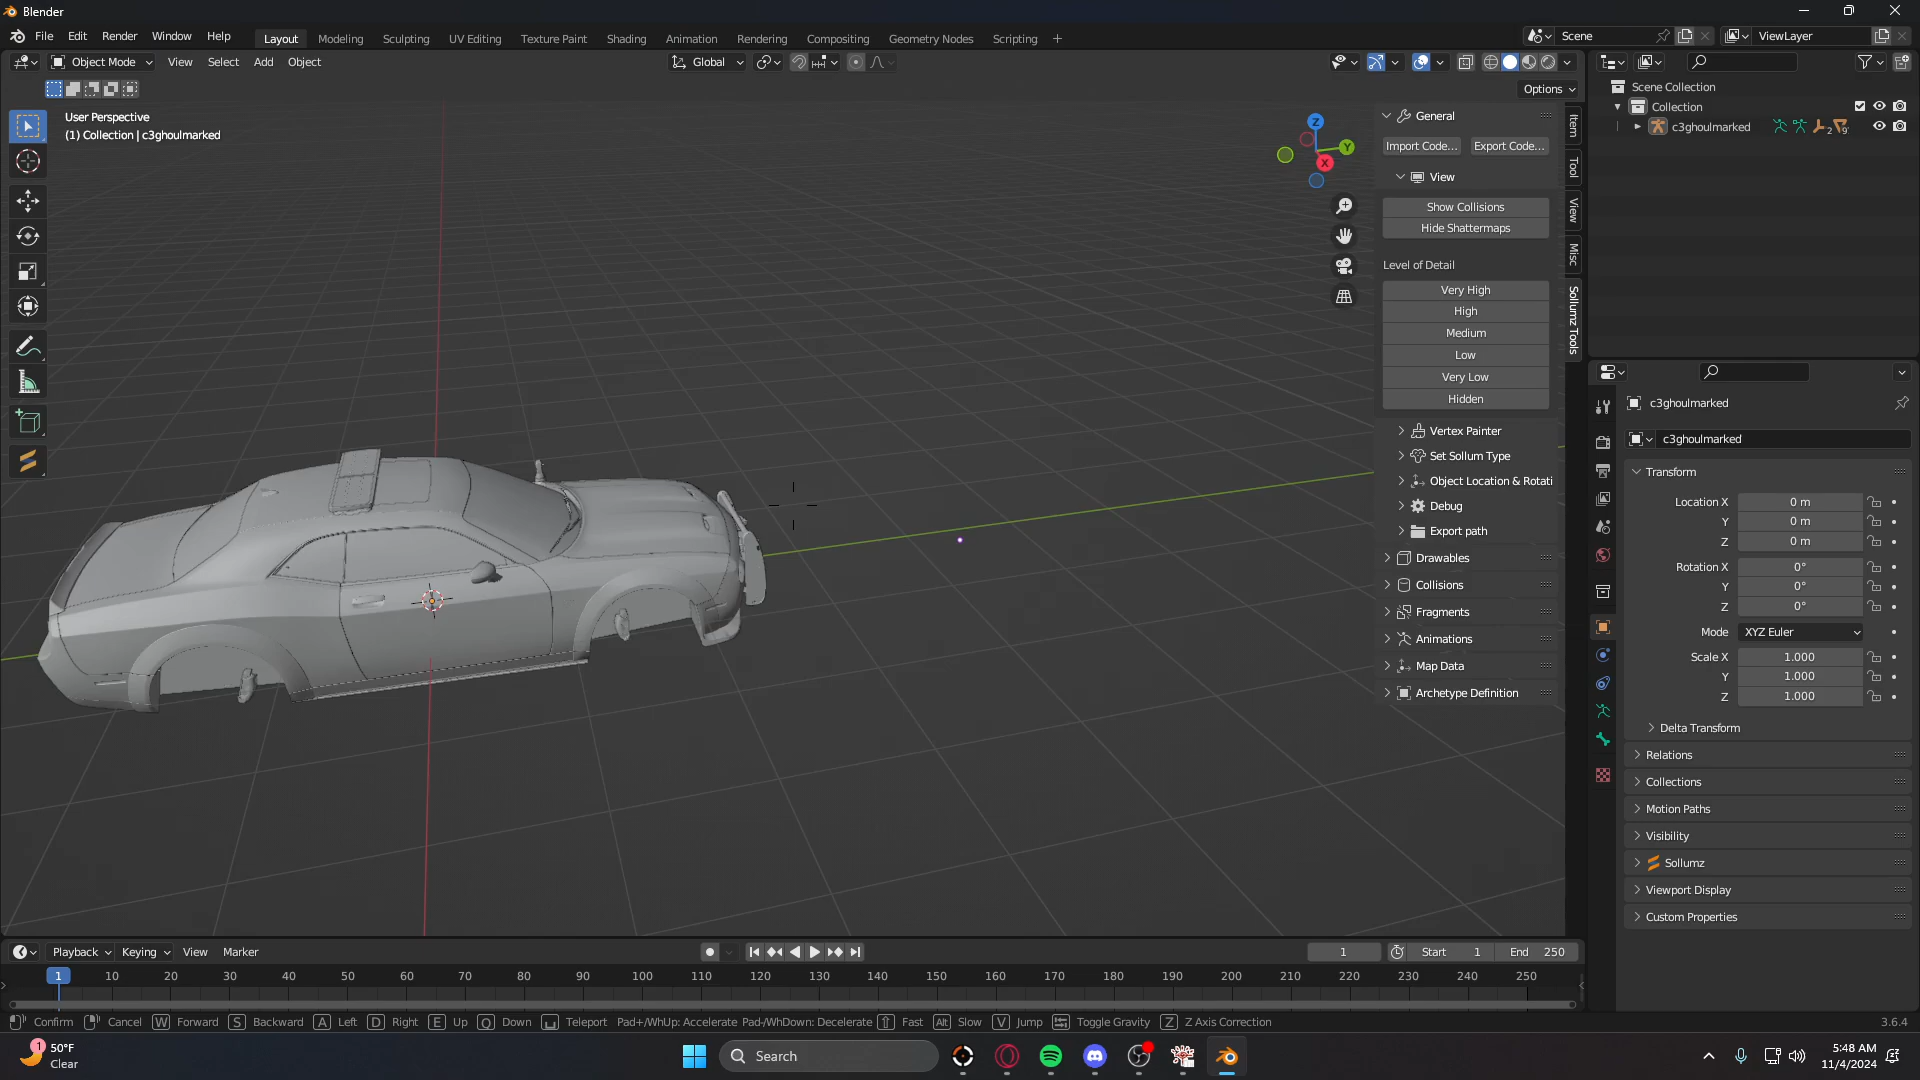 Blender
File Edit Render Window Help Layout Modeling Sculpting UV Editing Texture Paint Shading Animation Rendering Compositing Geometry Nodes Scripting + Scene ViewLayer
Object Mode View Select Add Object Global
Options
User Perspective
(1) Collection | c3ghoulmarked
Z
Y
X
General
Import Code... Export Code...
View
Show Collisions
Hide Shattermaps
Level of Detail
Very High
High
Medium
Low
Very Low
Hidden
Vertex Painter
Set Sollum Type
Object Location & Rotati
Debug
Export path
Drawables
Collisions
Fragments
Animations
Map Data
Archetype Definition
Item
Tool
View
Misc
Sollumz Tools
Scene Collection
Collection
c3ghoulmarked 2 9
c3ghoulmarked
c3ghoulmarked
Transform
Location X 0 m
Y 0 m
Z 0 m
Rotation X 0°
Y 0°
Z 0°
Mode XYZ Euler
Scale X 1.000
Y 1.000
Z 1.000
Delta Transform
Relations
Collections
Motion Paths
Visibility
Sollumz
Viewport Display
Custom Properties
Playback Keying View Marker 1 Start 1 End 250
1 10 20 30 40 50 60 70 80 90 100 110 120 130 140 150 160 170 180 190 200 210 220 230 240 250
Confirm Cancel W Forward S Backward A Left D Right E Up Q Down Teleport Pad+/WhUp: Accelerate Pad-/WhDown: Decelerate Fast Alt Slow V Jump Toggle Gravity Z Z Axis Correction 3.6.4
1 50°F
Clear
Search
5:48 AM
11/4/2024